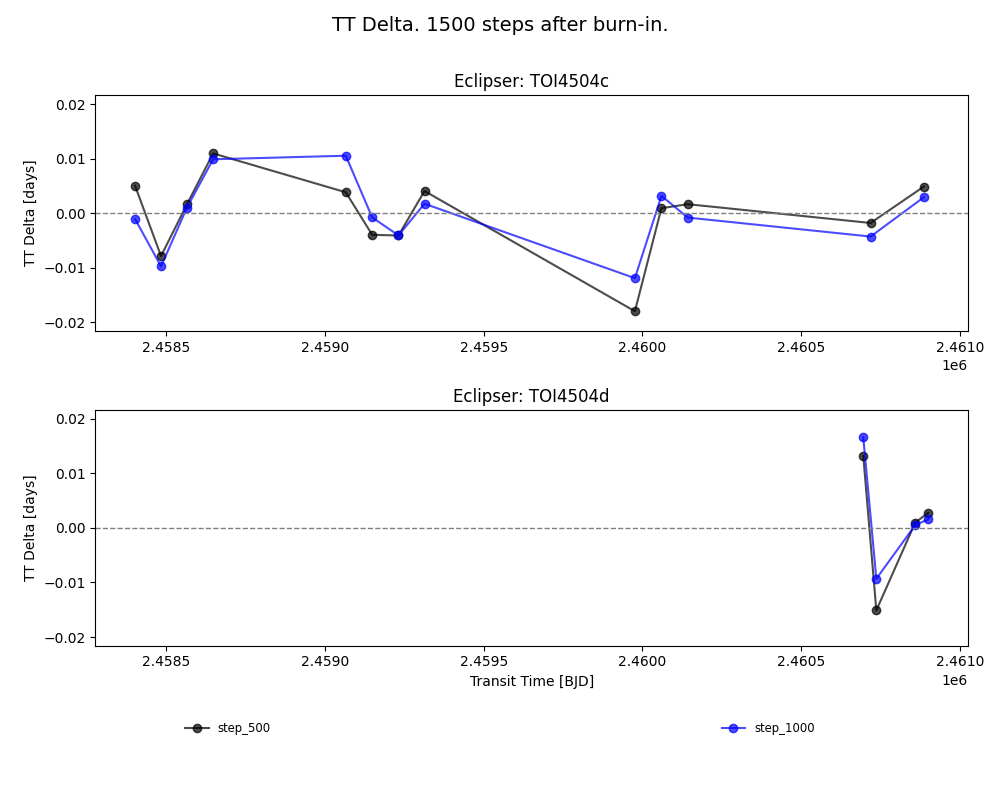 TT Delta. 1500 steps after burn-in.
Eclipser: TOI4504c
TT Delta [days]
0.02
0.01
0.00
−0.01
−0.02
2.4585 2.4590 2.4595 2.4600 2.4605 2.4610
1e6
Eclipser: TOI4504d
TT Delta [days]
0.02
0.01
0.00
−0.01
−0.02
2.4585 2.4590 2.4595 2.4600 2.4605 2.4610
Transit Time [BJD]
1e6
step_500 step_1000